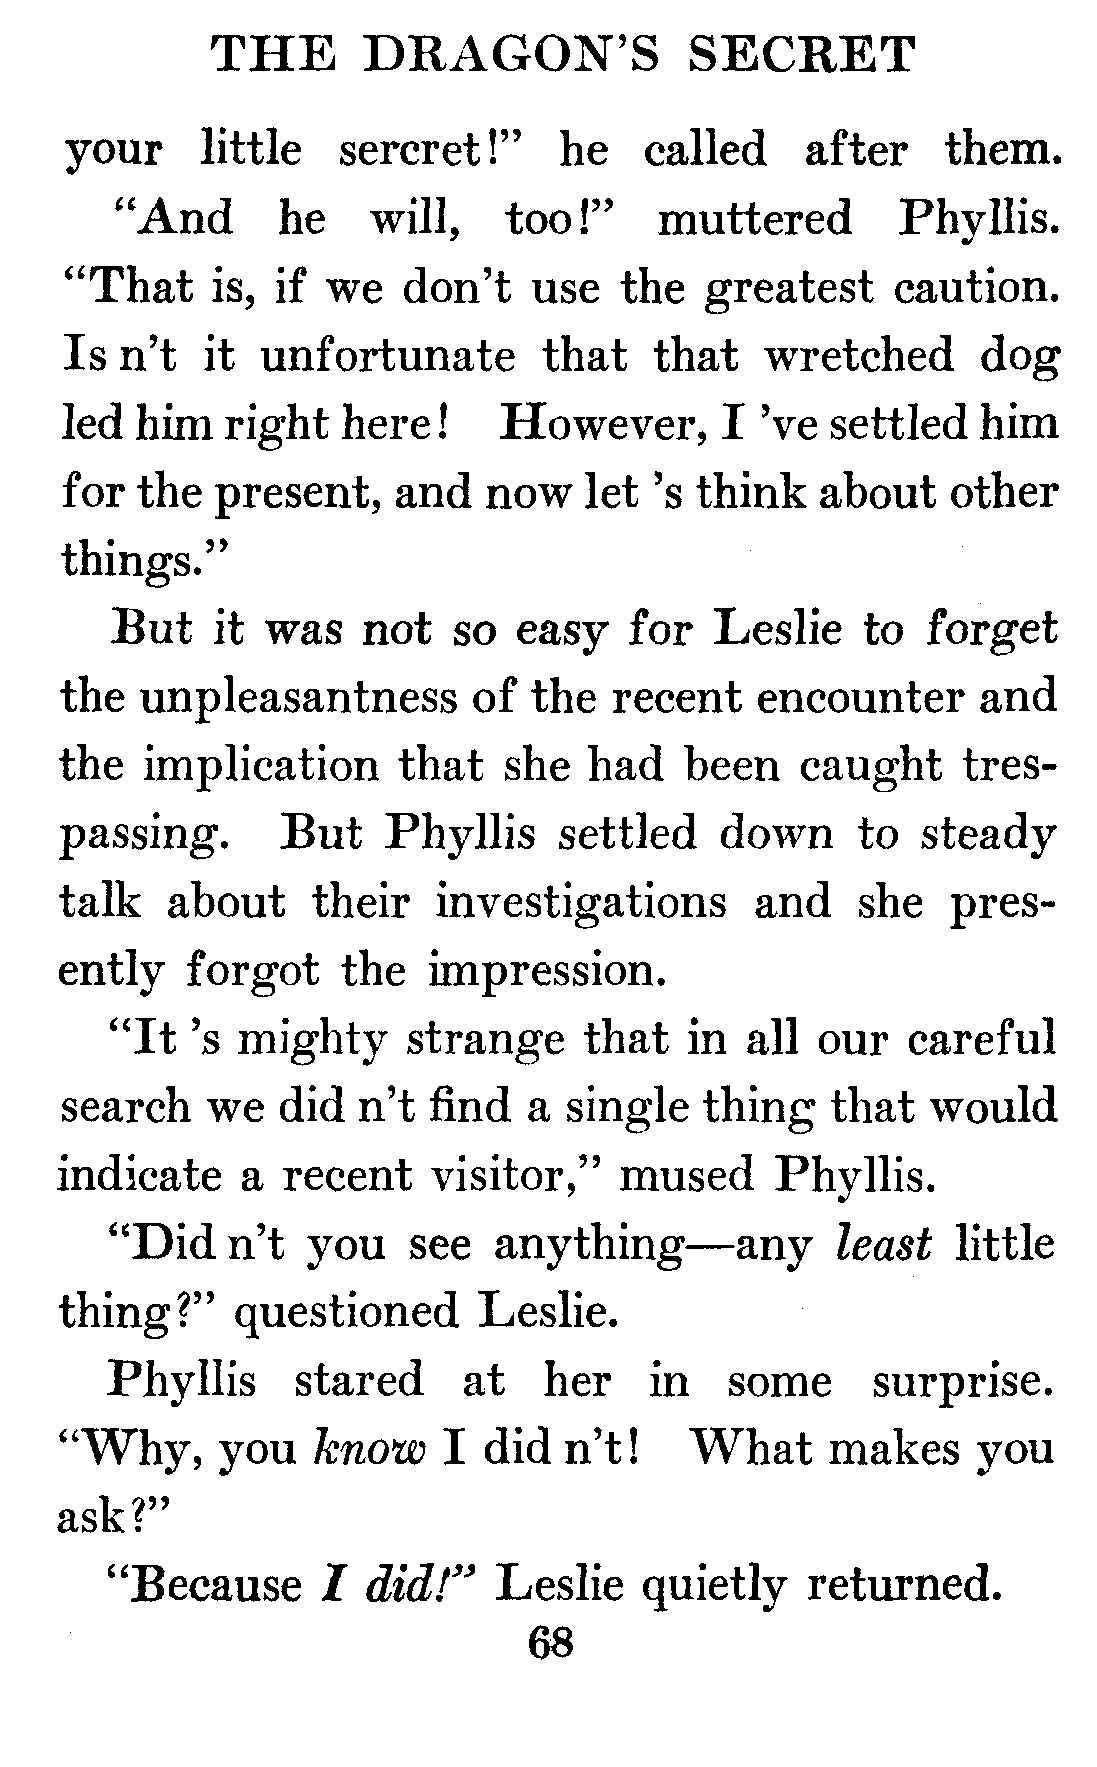 THE DRAGON'S SECRET
your little sercret!" he called after them.
"And he will, too!" muttered Phyllis.
"That is, if we don't use the greatest caution.
Is n't it unfortunate that that wretched dog
led him right here! However, I 've settled him
for the present, and now let 's think about other
things."
But it was not so easy for Leslie to forget
the unpleasantness of the recent encounter and
the implication that she had been caught tres-
passing. But Phyllis settled down to steady
talk about their investigations and she pres-
ently forgot the impression.
"It 's mighty strange that in all our careful
search we did n't find a single thing that would
indicate a recent visitor," mused Phyllis.
"Did n't you see anything—any least little
thing?" questioned Leslie.
Phyllis stared at her in some surprise.
"Why, you know I did n't! What makes you
ask?"
"Because I did!" Leslie quietly returned.
68